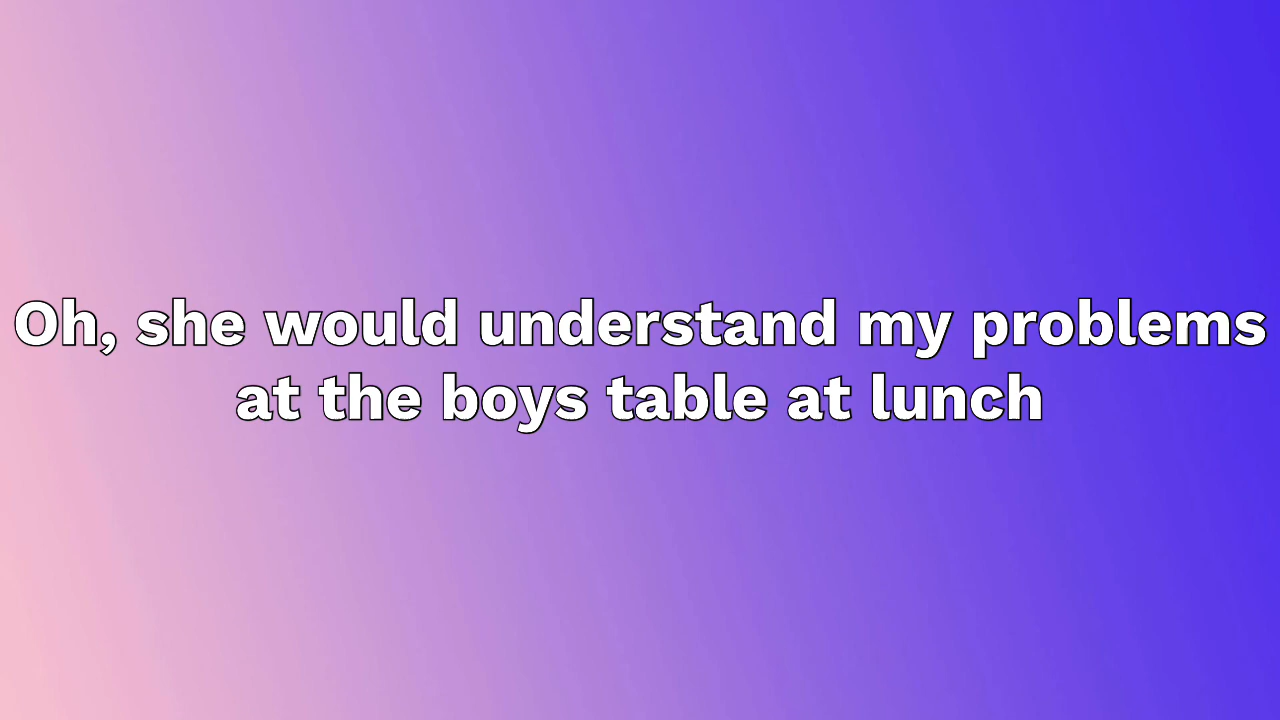 Oh, she would understand my problems
at the boys table at lunch